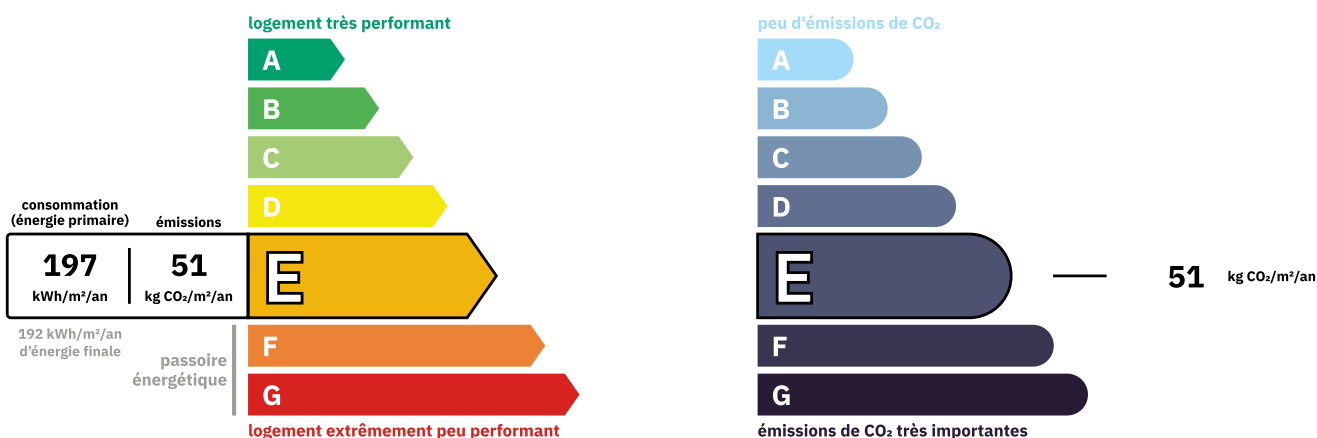 logement très performant
A
B
C
D
consommation
(énergie primaire)
émissions
197
kWh/m²/an
51
kg CO₂/m²/an
E
192 kWh/m²/an
d'énergie finale
passoire
énergétique
F
G
logement extrêmement peu performant
peu d'émissions de CO₂
A
B
C
D
E
51
kg CO₂/m²/an
F
G
émissions de CO₂ très importantes